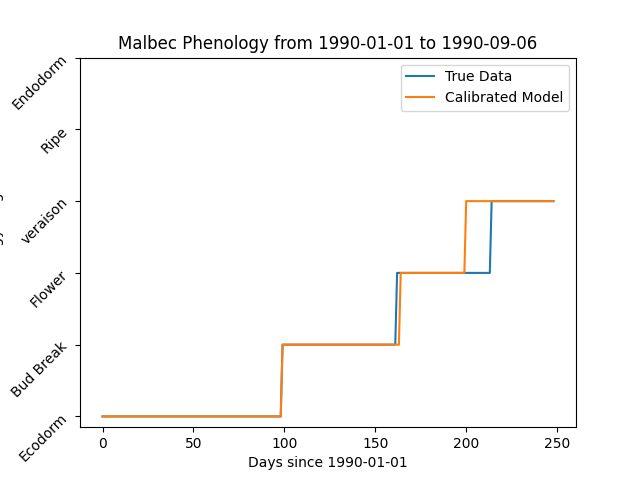 Malbec Phenology from 1990-01-01 to 1990-09-06
True Data
Calibrated Model
Endodorm
Ripe
veraison
Flower
Bud Break
Ecodorm
0 50 100 150 200 250
Days since 1990-01-01